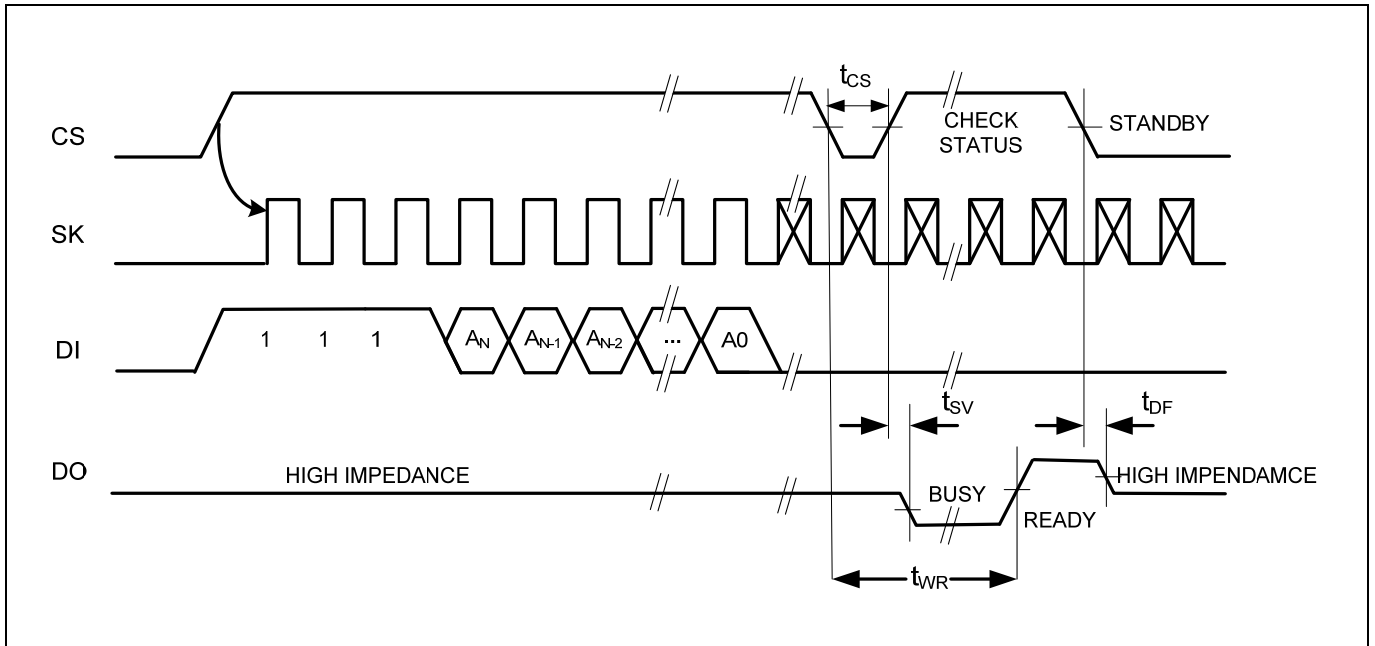 tCS
CS
CHECK
STATUS
STANDBY
SK
DI
1 1 1 AN AN-1 AN-2 ... A0
tSV
tDF
DO
HIGH IMPEDANCE
BUSY
READY
HIGH IMPENDAMCE
tWR